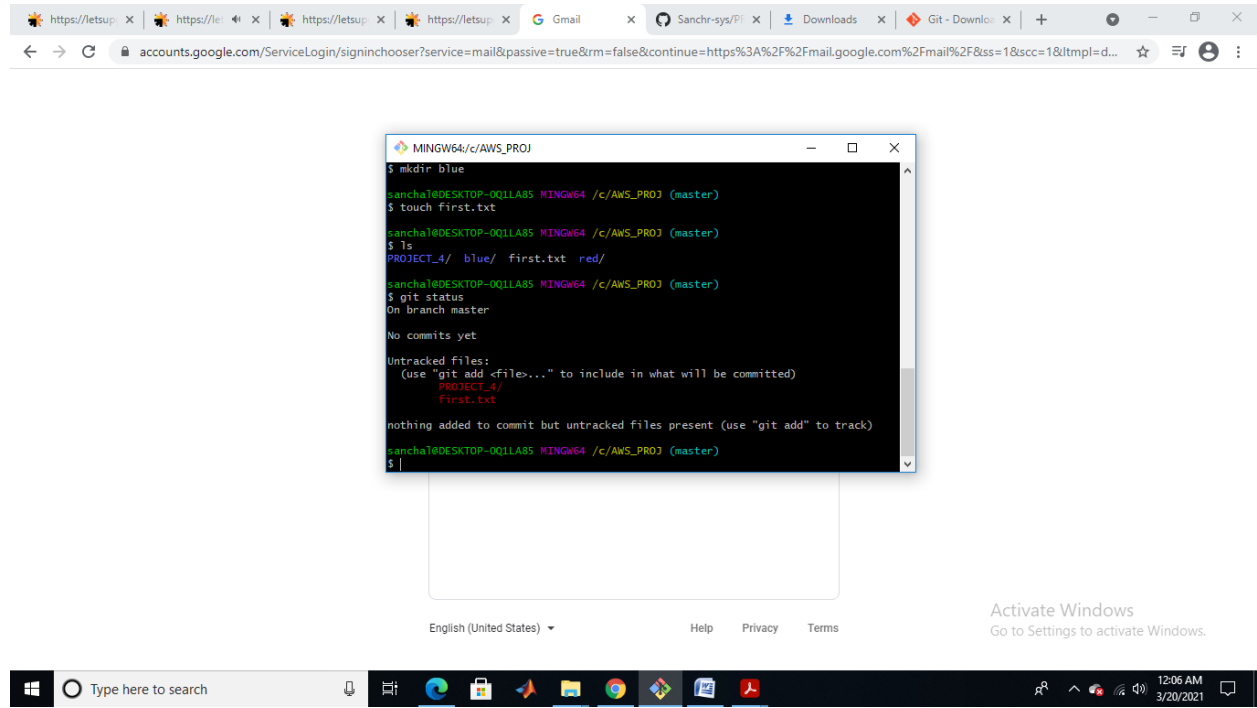 https://letsup
https://let
https://letsup
https://letsup
Gmail
Sanchr-sys/PR
Downloads
Git - Downloa
accounts.google.com/ServiceLogin/signinchooser?service=mail&passive=true&rm=false&continue=https%3A%2F%2Fmail.google.com%2Fmail%2F&ss=1&scc=1&ltmpl=d...
MINGW64:/c/AWS_PROJ
$ mkdir blue
sanchal@DESKTOP-0Q1LA85 MINGW64 /c/AWS_PROJ (master)
$ touch first.txt
sanchal@DESKTOP-0Q1LA85 MINGW64 /c/AWS_PROJ (master)
$ ls
PROJECT_4/ blue/ first.txt red/
sanchal@DESKTOP-0Q1LA85 MINGW64 /c/AWS_PROJ (master)
$ git status
On branch master
No commits yet
Untracked files:
(use "git add <file>..." to include in what will be committed)
PROJECT_4/
first.txt
nothing added to commit but untracked files present (use "git add" to track)
sanchal@DESKTOP-0Q1LA85 MINGW64 /c/AWS_PROJ (master)
$
English (United States) Help Privacy Terms
Activate Windows
Go to Settings to activate Windows.
Type here to search
12:06 AM
3/20/2021